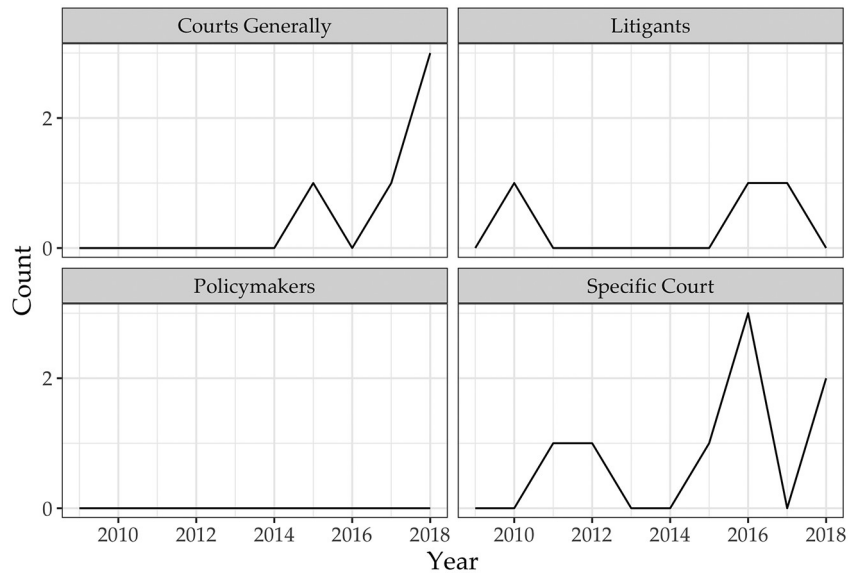 Courts Generally
Litigants
2
0
Policymakers
Specific Court
2
0
2010 2012 2014 2016 2018
2010 2012 2014 2016 2018
Count
Year